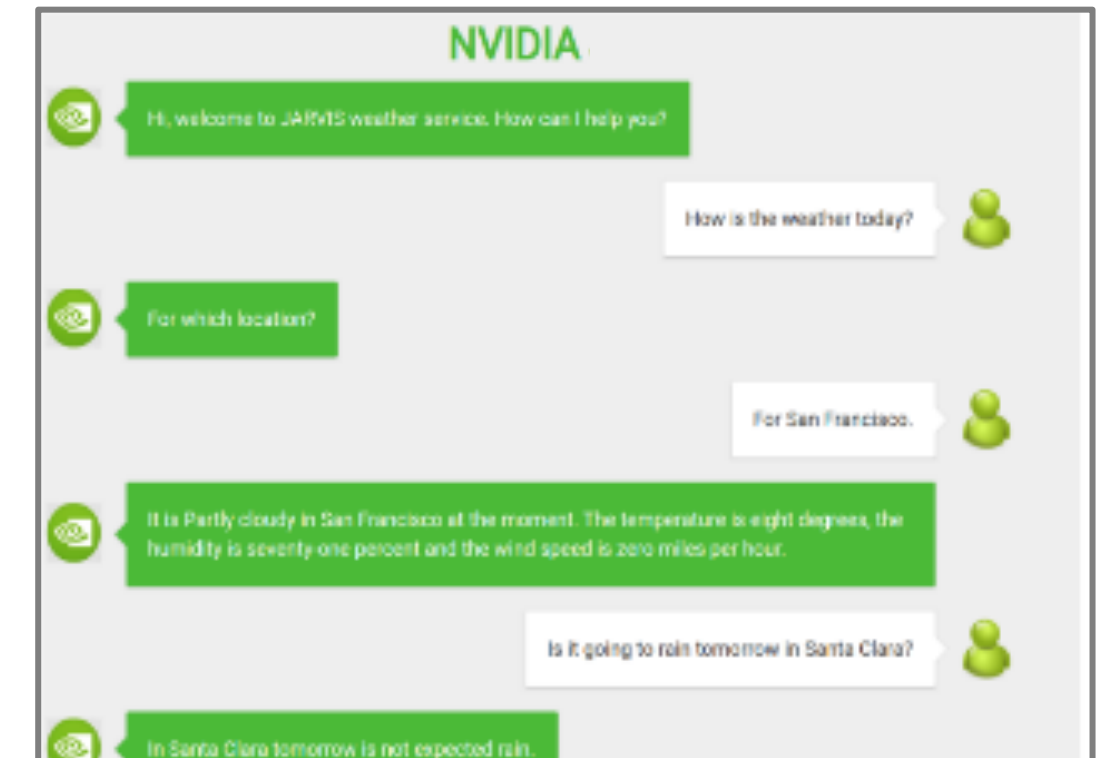 NVIDIA
Hi, welcome to JARVIS weather service. How can I help you?
How is the weather today?
For which location?
For San Francisco.
It is Partly cloudy in San Francisco at the moment. The temperature is eight degrees, the
humidity is seventy one percent and the wind speed is zero miles per hour.
Is it going to rain tomorrow in Santa Clara?
In Santa Clara tomorrow is not expected rain.